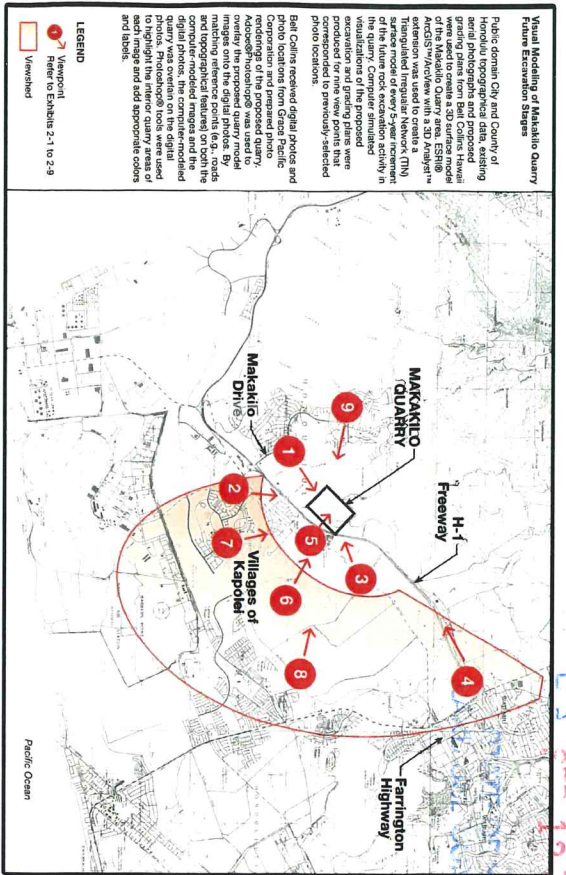 Visual Modeling of Makakilo Quarry
Future Excavation Stages
Public domain City and County of
Honolulu topographical data, existing
aerial photographs and proposed
grading plans from Belt Collins Hawaii
were used to create a 3D surface model
of the Makakilo Quarry area. ESRI®
ArcGIS™/ArcView with a 3D Analyst™
extension was used to create a
Triangulated Irregular Network (TIN)
surface model of every 5-year increment
of the future rock excavation activity in
the quarry. Computer simulated
visualizations of the proposed
excavation and grading plans were
produced for nine view points that
corresponded to previously-selected
photo locations.
Belt Collins received digital photos and
photo locations from Grace Pacific
Corporation and prepared photo
renderings of the proposed quarry.
Adobe®Photoshop® was used to
overlay the proposed quarry model
images onto the digital photos. By
matching reference points (e.g., roads
and topographical features) on both the
computer-modeled images and the
digital photos, the computer-modeled
quarry was overlain onto the digital
photos. Photoshop® tools were used
to highlight the interior quarry areas of
each image and add appropriate colors
and labels.
LEGEND
1
Viewpoint
Refer to Exhibits 2-1 to 2-9
Viewshed
MAKAKILO
QUARRY
H-1
Freeway
Makakilo
Drive
9
1
2
5
3
7
6
8
4
Villages of
Kapolei
Farrington
Highway
Pacific Ocean